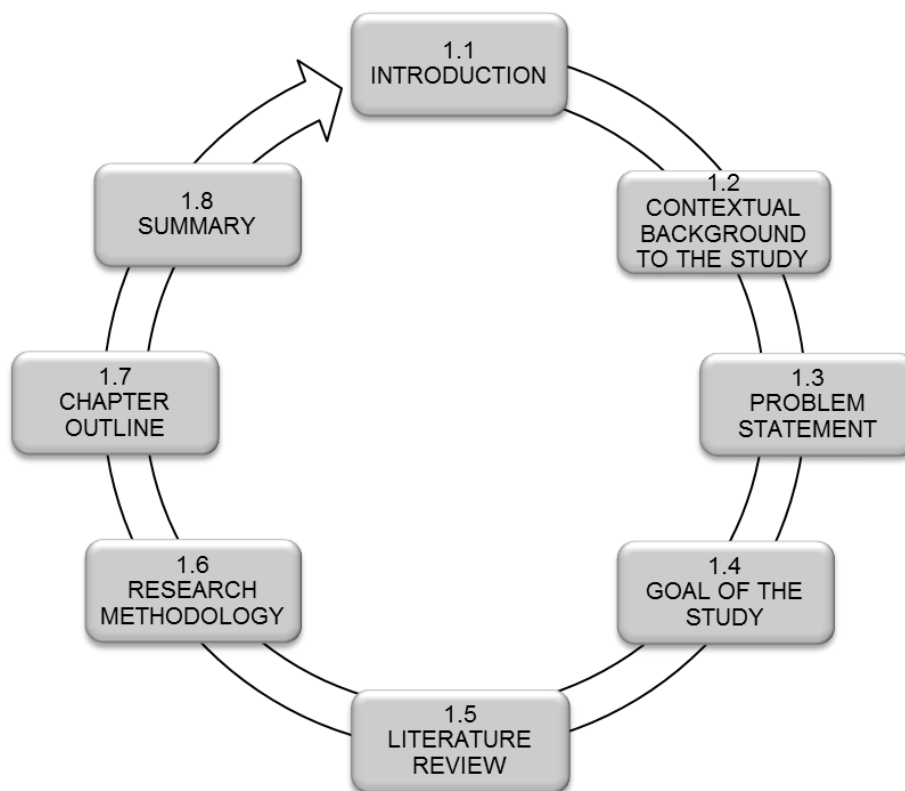 1.1
INTRODUCTION
1.2
CONTEXTUAL
BACKGROUND
TO THE STUDY
1.3
PROBLEM
STATEMENT
1.4
GOAL OF THE
STUDY
1.5
LITERATURE
REVIEW
1.6
RESEARCH
METHODOLOGY
1.7
CHAPTER
OUTLINE
1.8
SUMMARY